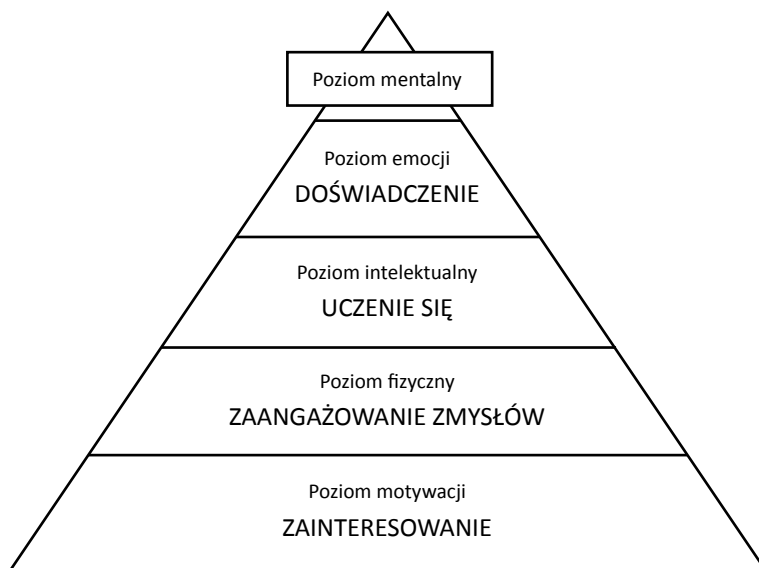 Poziom mentalny
Poziom emocji
DOŚWIADCZENIE
Poziom intelektualny
UCZENIE SIĘ
Poziom fizyczny
ZAANGAŻOWANIE ZMYSŁÓW
Poziom motywacji
ZAINTERESOWANIE